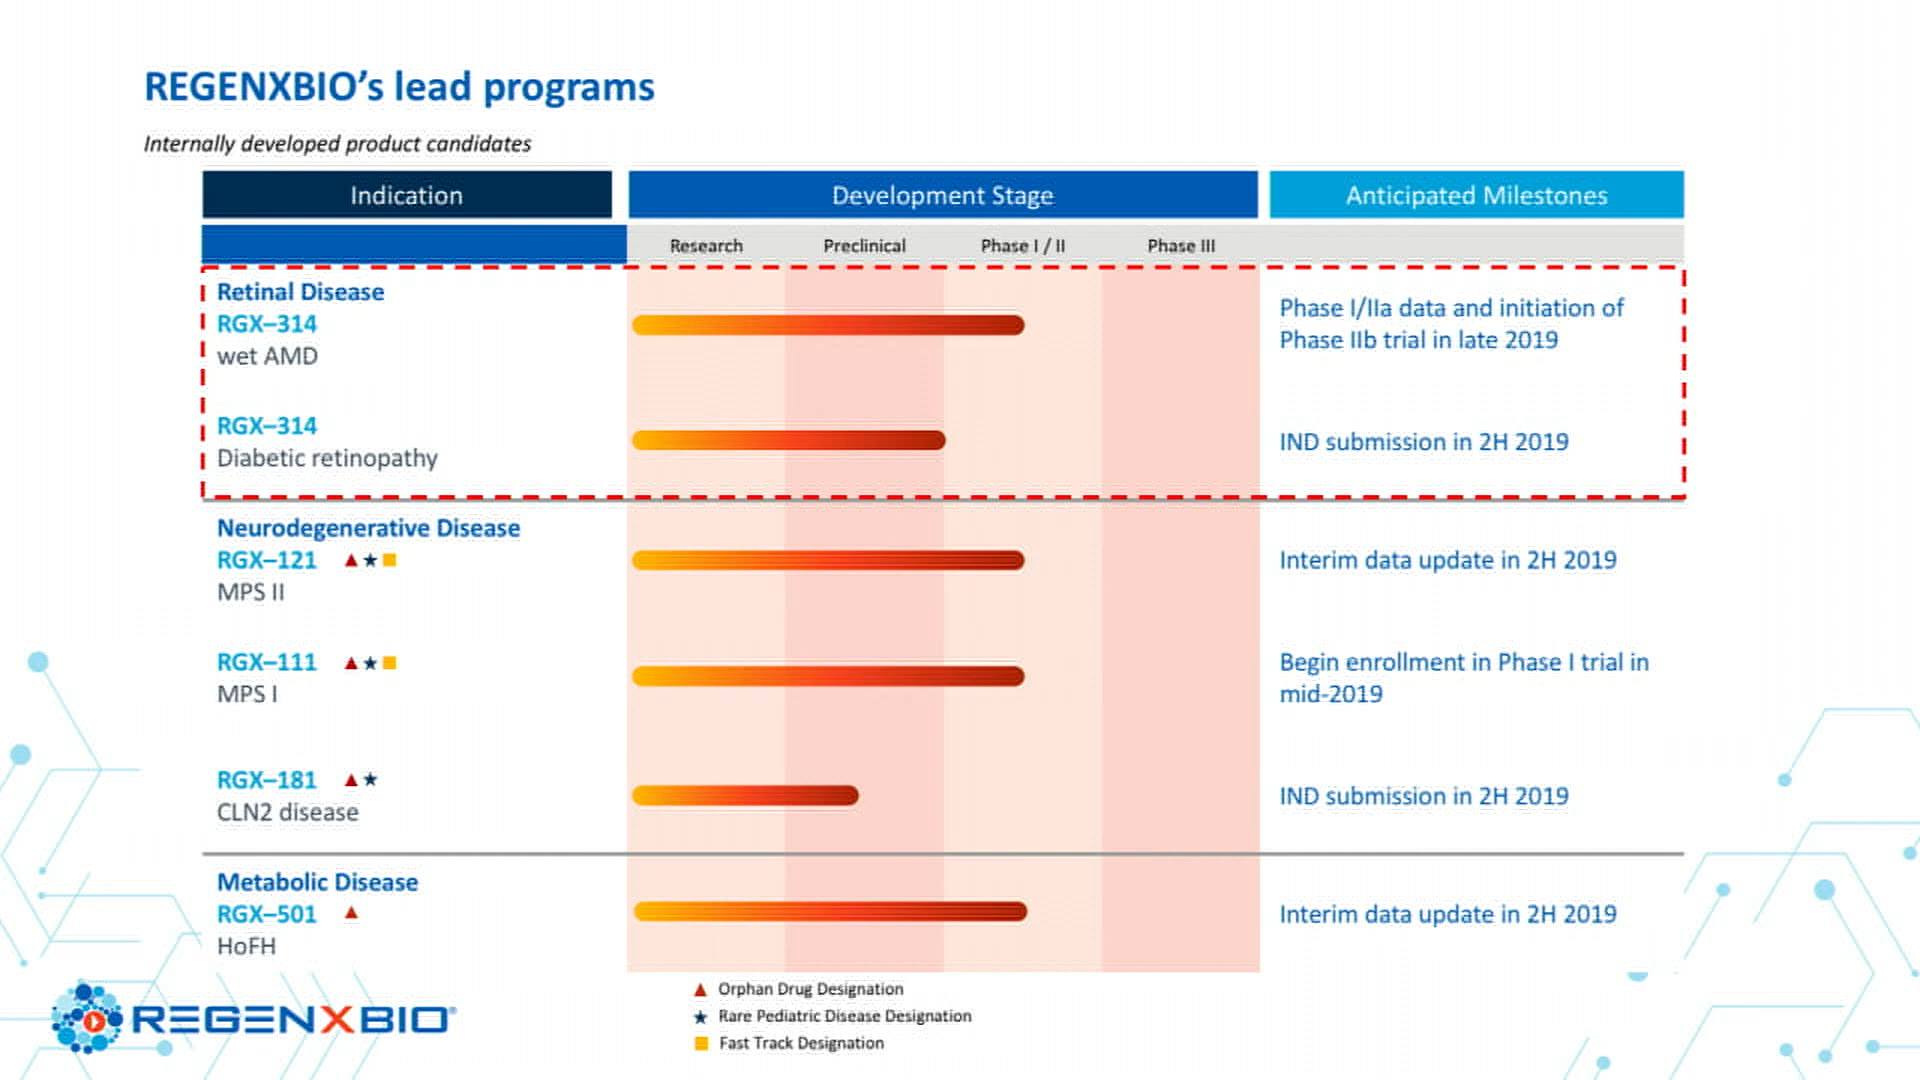 REGENXBIO’s lead programs
Internally developed product candidates
Indication
Development Stage
Anticipated Milestones
Research
Preclinical
Phase I / II
Phase III
Retinal Disease
RGX–314
wet AMD
Phase I/IIa data and initiation of
Phase IIb trial in late 2019
RGX–314
Diabetic retinopathy
IND submission in 2H 2019
Neurodegenerative Disease
RGX–121
MPS II
Interim data update in 2H 2019
RGX–111
MPS I
Begin enrollment in Phase I trial in
mid-2019
RGX–181
CLN2 disease
IND submission in 2H 2019
Metabolic Disease
RGX–501
HoFH
Interim data update in 2H 2019
Orphan Drug Designation
Rare Pediatric Disease Designation
Fast Track Designation
REGENXBIO